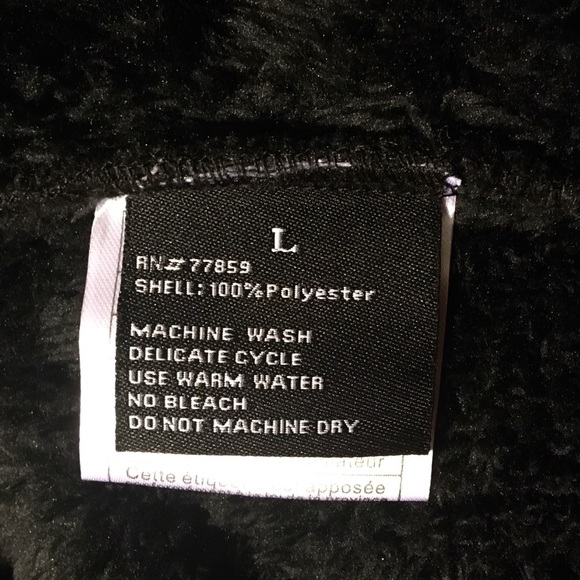 L
RN# 77859
SHELL: 100% Polyester
MACHINE WASH
DELICATE CYCLE
USE WARM WATER
NO BLEACH
DO NOT MACHINE DRY
Cette apposée